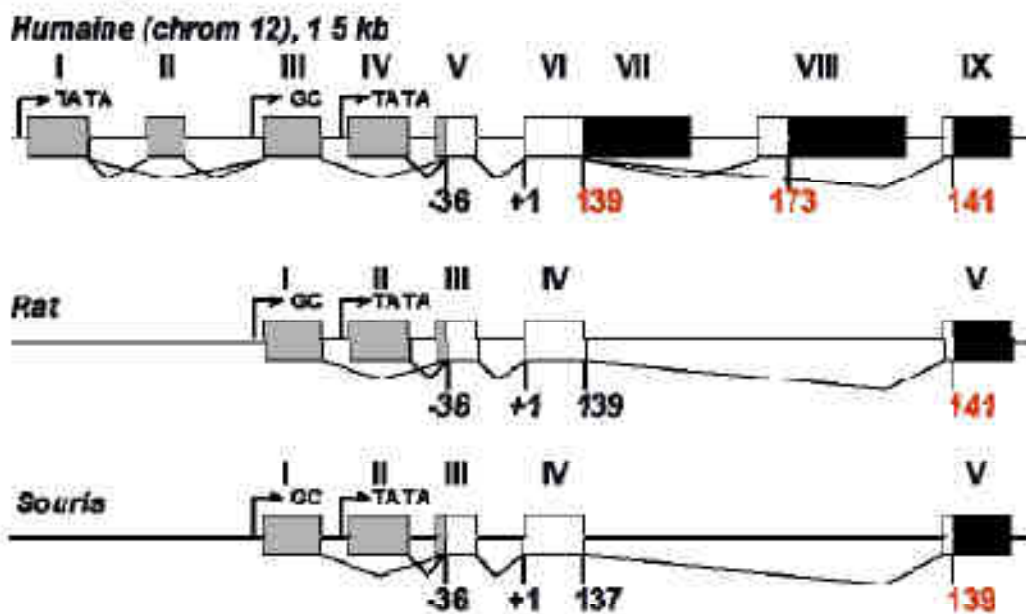 Humaine (chrom 12), 15 kb
I II III IV V VI VII VIII IX
TATA GC TATA
-36 +1 139 173 141
I II III IV V
Rat GC TATA
-36 +1 139 141
I II III IV V
Souris GC TATA
-36 +1 137 139